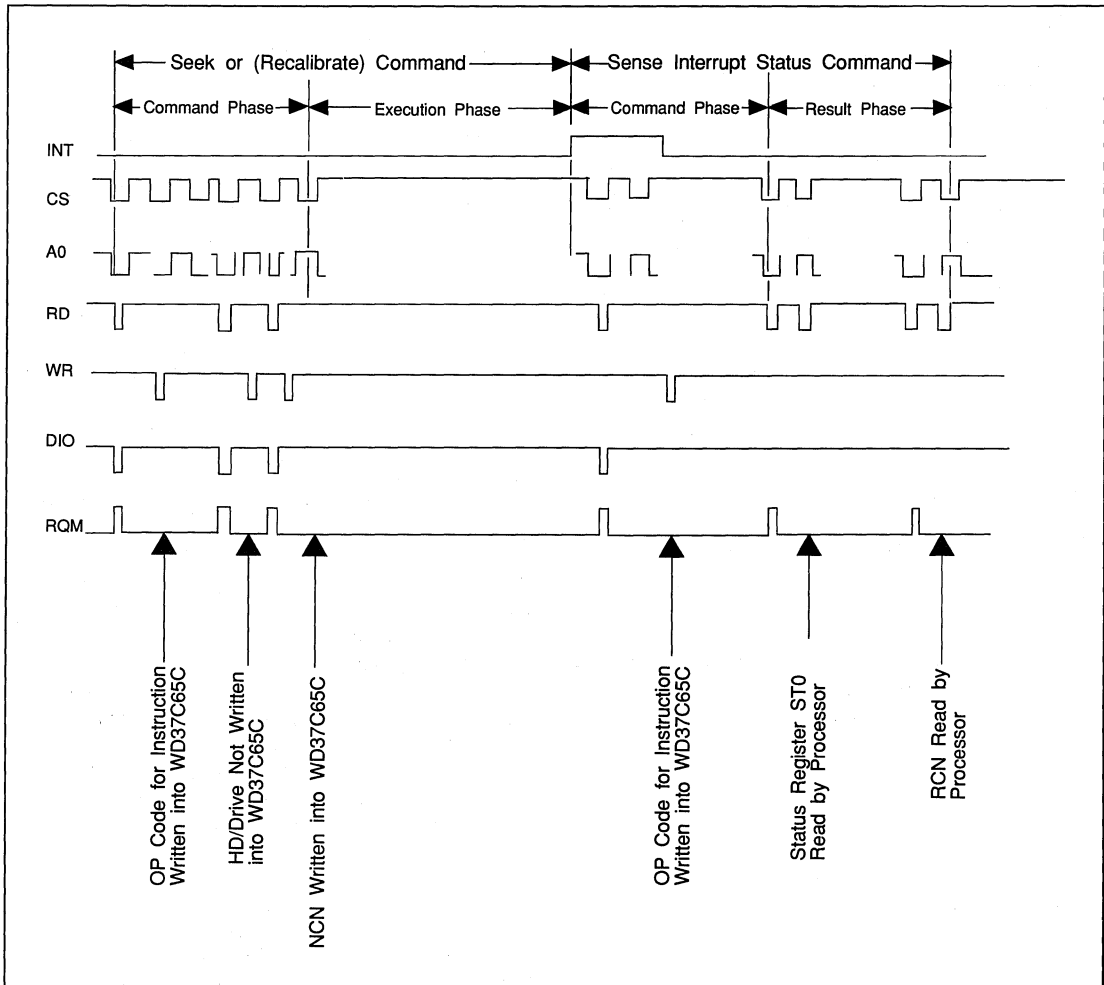 Seek or (Recalibrate) Command
Sense Interrupt Status Command
Command Phase
Execution Phase
Command Phase
Result Phase
INT
CS
A0
RD
WR
DIO
RQM
OP Code for Instruction
Written into WD37C65C
HD/Drive Not Written
into WD37C65C
NCN Written into WD37C65C
OP Code for Instruction
Written into WD37C65C
Status Register ST0
Read by Processor
RCN Read by
Processor